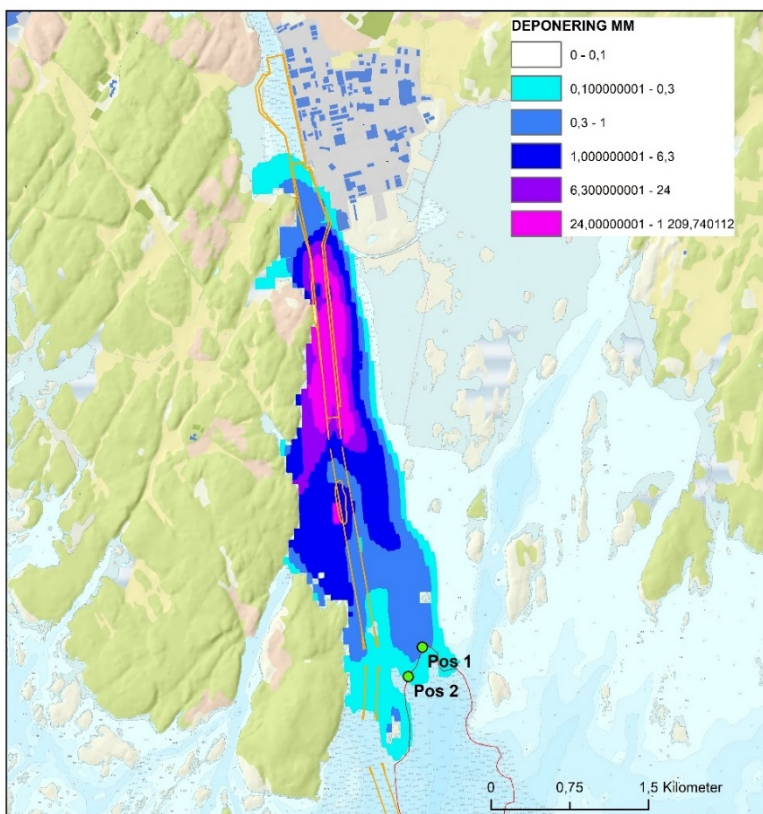 DEPONERING MM
0 - 0,1
0,100000001 - 0,3
0,3 - 1
1,000000001 - 6,3
6,300000001 - 24
24,00000001 - 1 209,740112
Pos 1
Pos 2
0 0,75 1,5 Kilometer